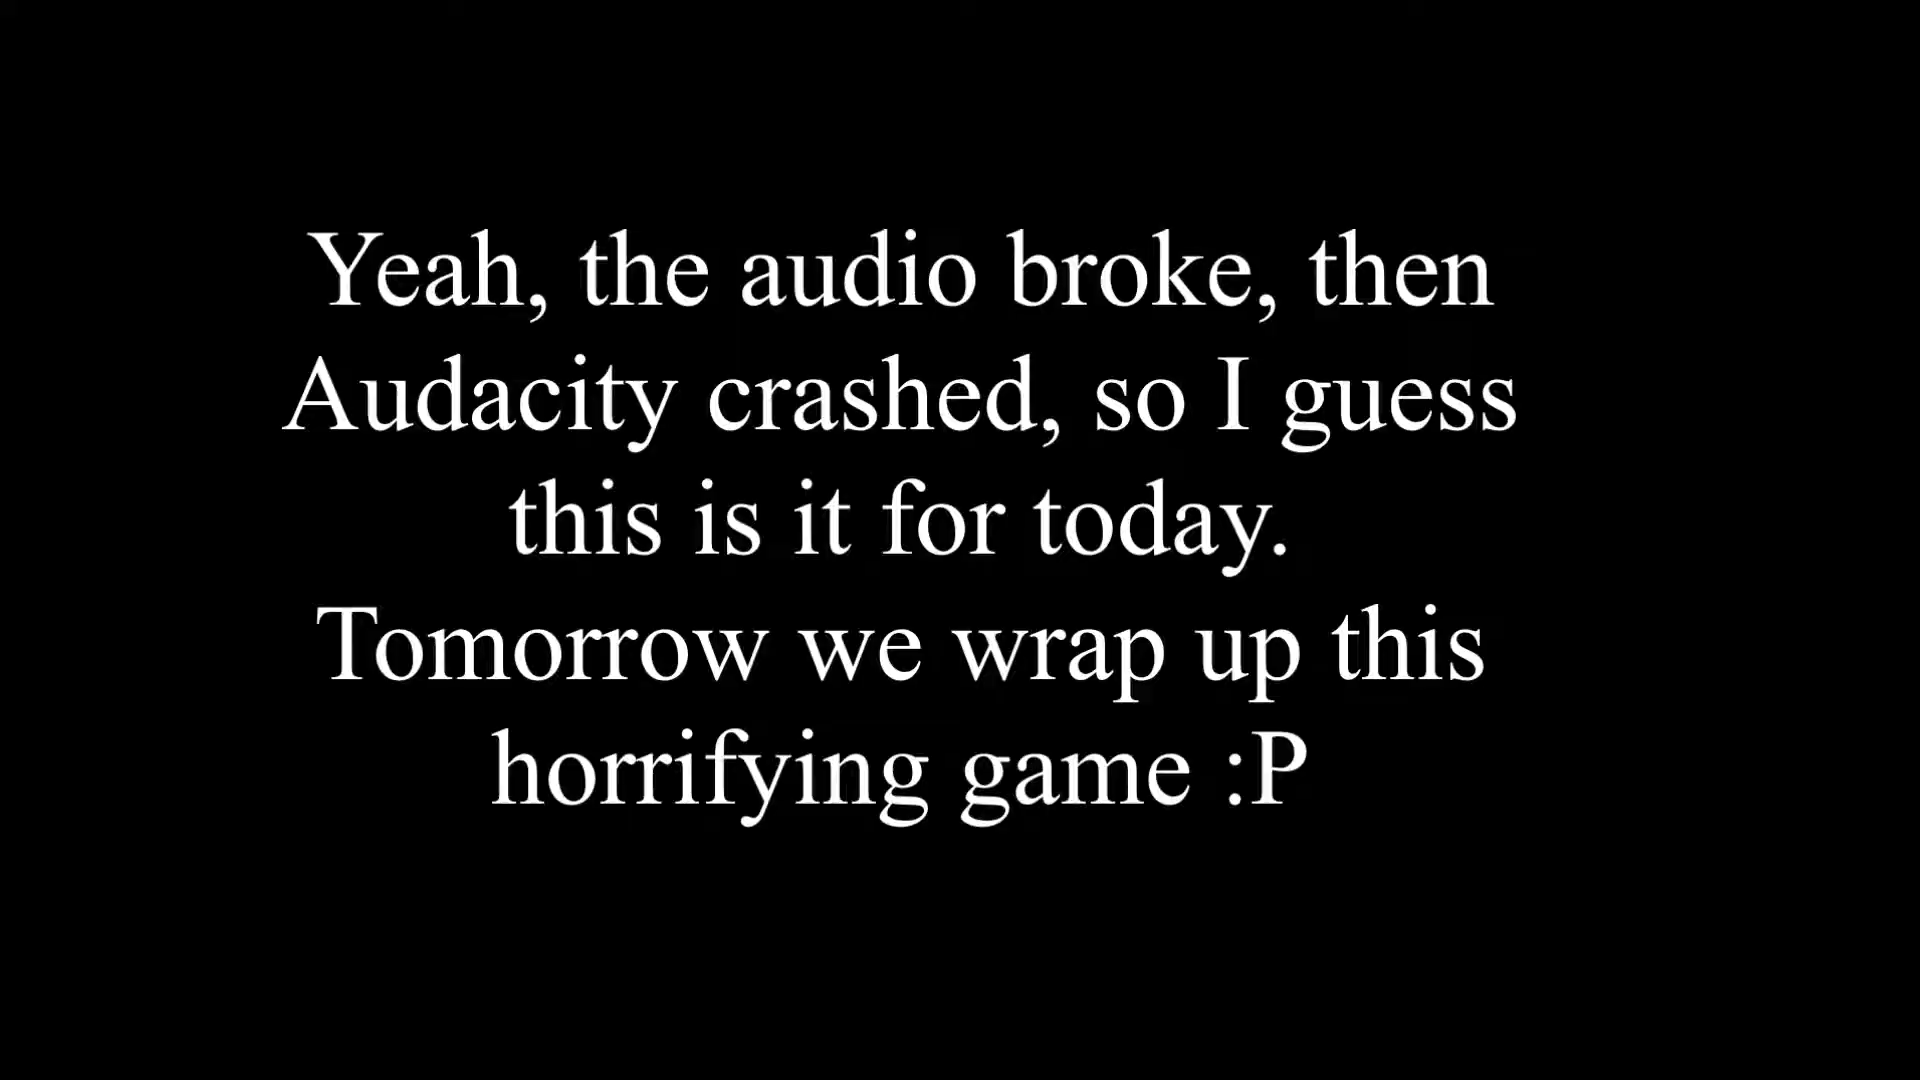 Yeah, the audio broke, then
Audacity crashed, so I guess
this is it for today.
Tomorrow we wrap up this
horrifying game :P